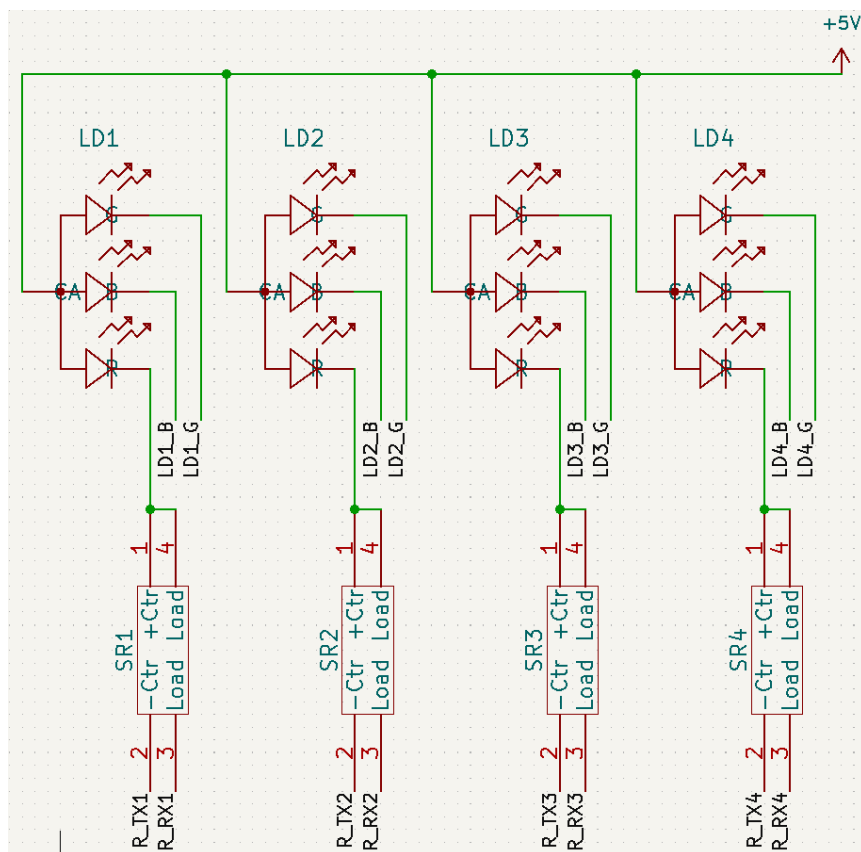 +5V
LD1
LD2
LD3
LD4
G
G
G
G
CA
B
CA
B
CA
B
CA
B
R
R
R
R
LD1_B
LD1_G
LD2_B
LD2_G
LD3_B
LD3_G
LD4_B
LD4_G
1
4
1
4
1
4
1
4
SR1
-Ctr +Ctr
Load Load
SR2
-Ctr +Ctr
Load Load
SR3
-Ctr +Ctr
Load Load
SR4
-Ctr +Ctr
Load Load
2
3
2
3
2
3
2
3
R_TX1
R_RX1
R_TX2
R_RX2
R_TX3
R_RX3
R_TX4
R_RX4